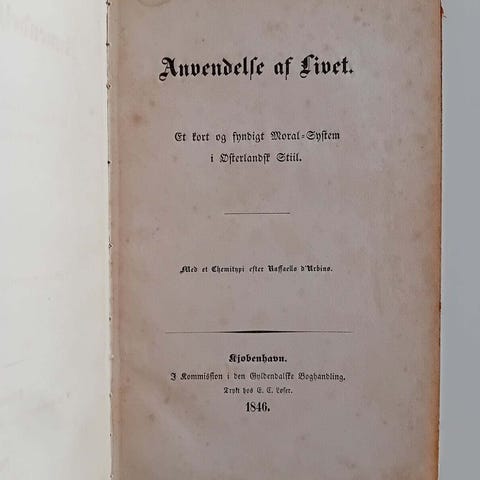 Anvendelse af Livet.
Et kort og fyndigt Moral-System
i Østerlandsk Stiil.
Med et Chemitypi efter Raffaello d'Urbino.
Kjøbenhavn.
I Kommission i den Gyldendalske Boghandling.
Trykt hos E. C. Løser.
1846.